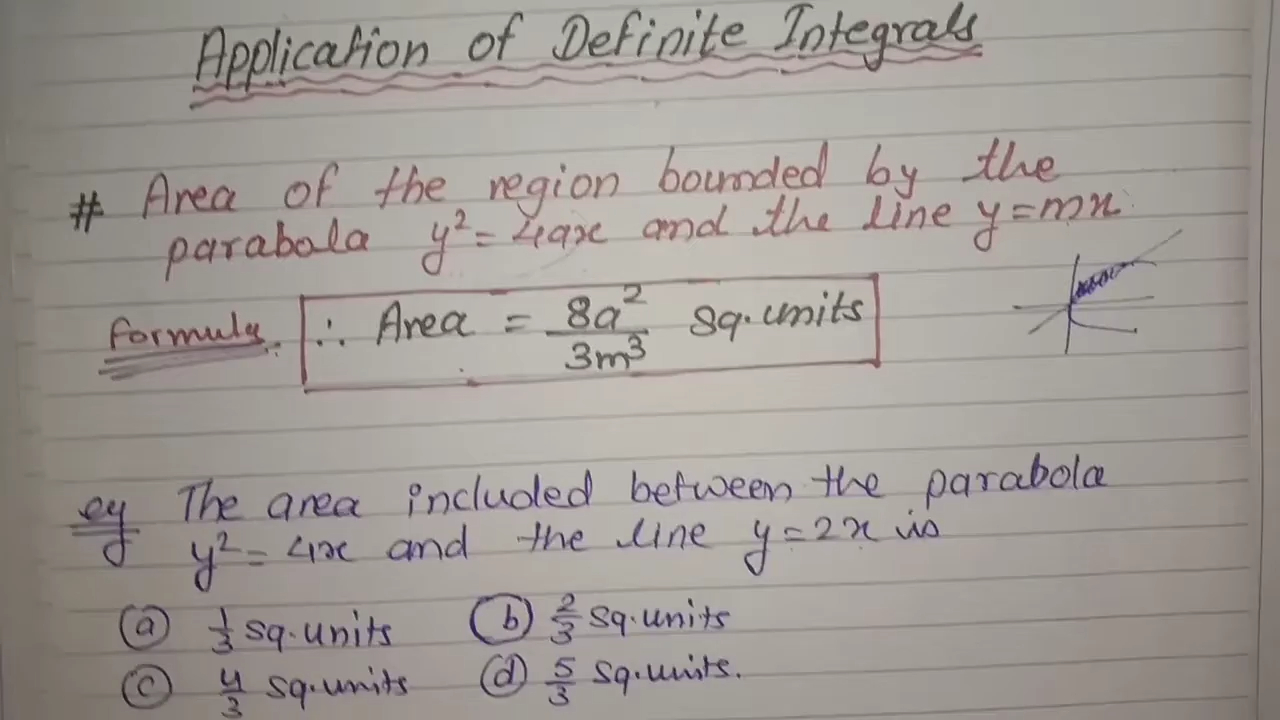 Application of Definite Integrals
# Area of the region bounded by the
parabola y² = 4ax and the line y = mx
Formula. ∴ Area = 8a²/3m³ Sq. units
eg The area included between the parabola
y² = 4x and the line y = 2x is
(a) 1/3 Sq. units (b) 2/3 Sq. units
(c) 4/3 Sq. units (d) 5/3 Sq. units.